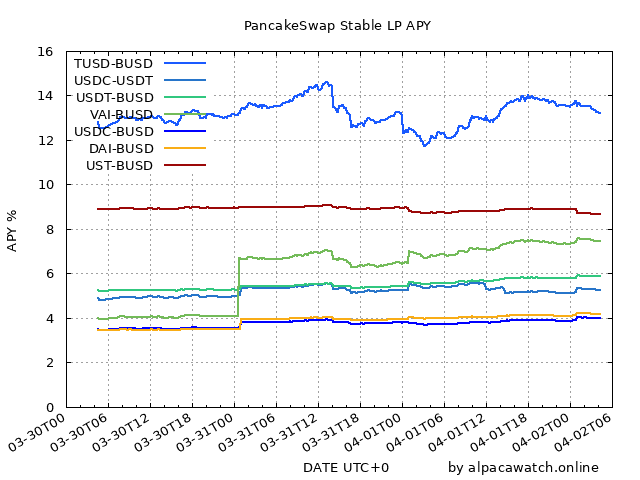 PancakeSwap Stable LP APY
16
14
12
10
8
6
4
2
0
APY %
TUSD-BUSD
USDC-USDT
USDT-BUSD
VAI-BUSD
USDC-BUSD
DAI-BUSD
UST-BUSD
03-30T00
03-30T06
03-30T12
03-30T18
03-31T00
03-31T06
03-31T12
03-31T18
04-01T00
04-01T06
04-01T12
04-01T18
04-02T00
04-02T06
DATE UTC+0
by alpacawatch.online